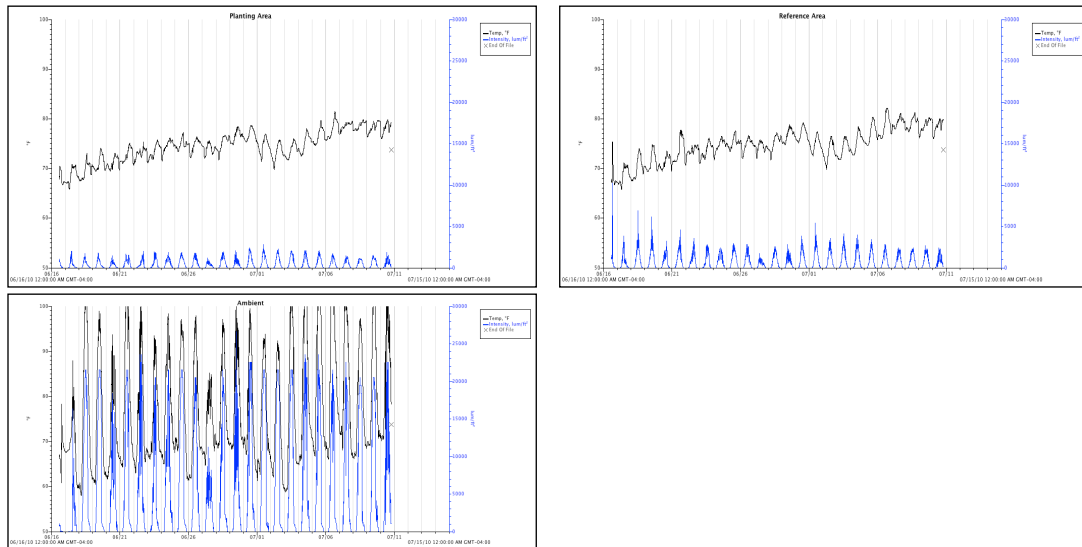 Planting Area
100
90
80
70
60
50
°F
30000
25000
20000
15000
10000
5000
0
lum/ft²
Temp, °F
Intensity, lum/ft²
End Of File
06/16
06/21
06/26
07/01
07/06
07/11
06/16/10 12:00:00 AM GMT-04:00
07/15/10 12:00:00 AM GMT-04:00
Reference Area
100
90
80
70
60
50
°F
30000
25000
20000
15000
10000
5000
0
lum/ft²
Temp, °F
Intensity, lum/ft²
End Of File
06/16
06/21
06/26
07/01
07/06
07/11
06/16/10 12:00:00 AM GMT-04:00
07/15/10 12:00:00 AM GMT-04:00
Ambient
100
90
80
70
60
50
°F
30000
25000
20000
15000
10000
5000
0
lum/ft²
Temp, °F
Intensity, lum/ft²
End Of File
06/16
06/21
06/26
07/01
07/06
07/11
06/16/10 12:00:00 AM GMT-04:00
07/15/10 12:00:00 AM GMT-04:00